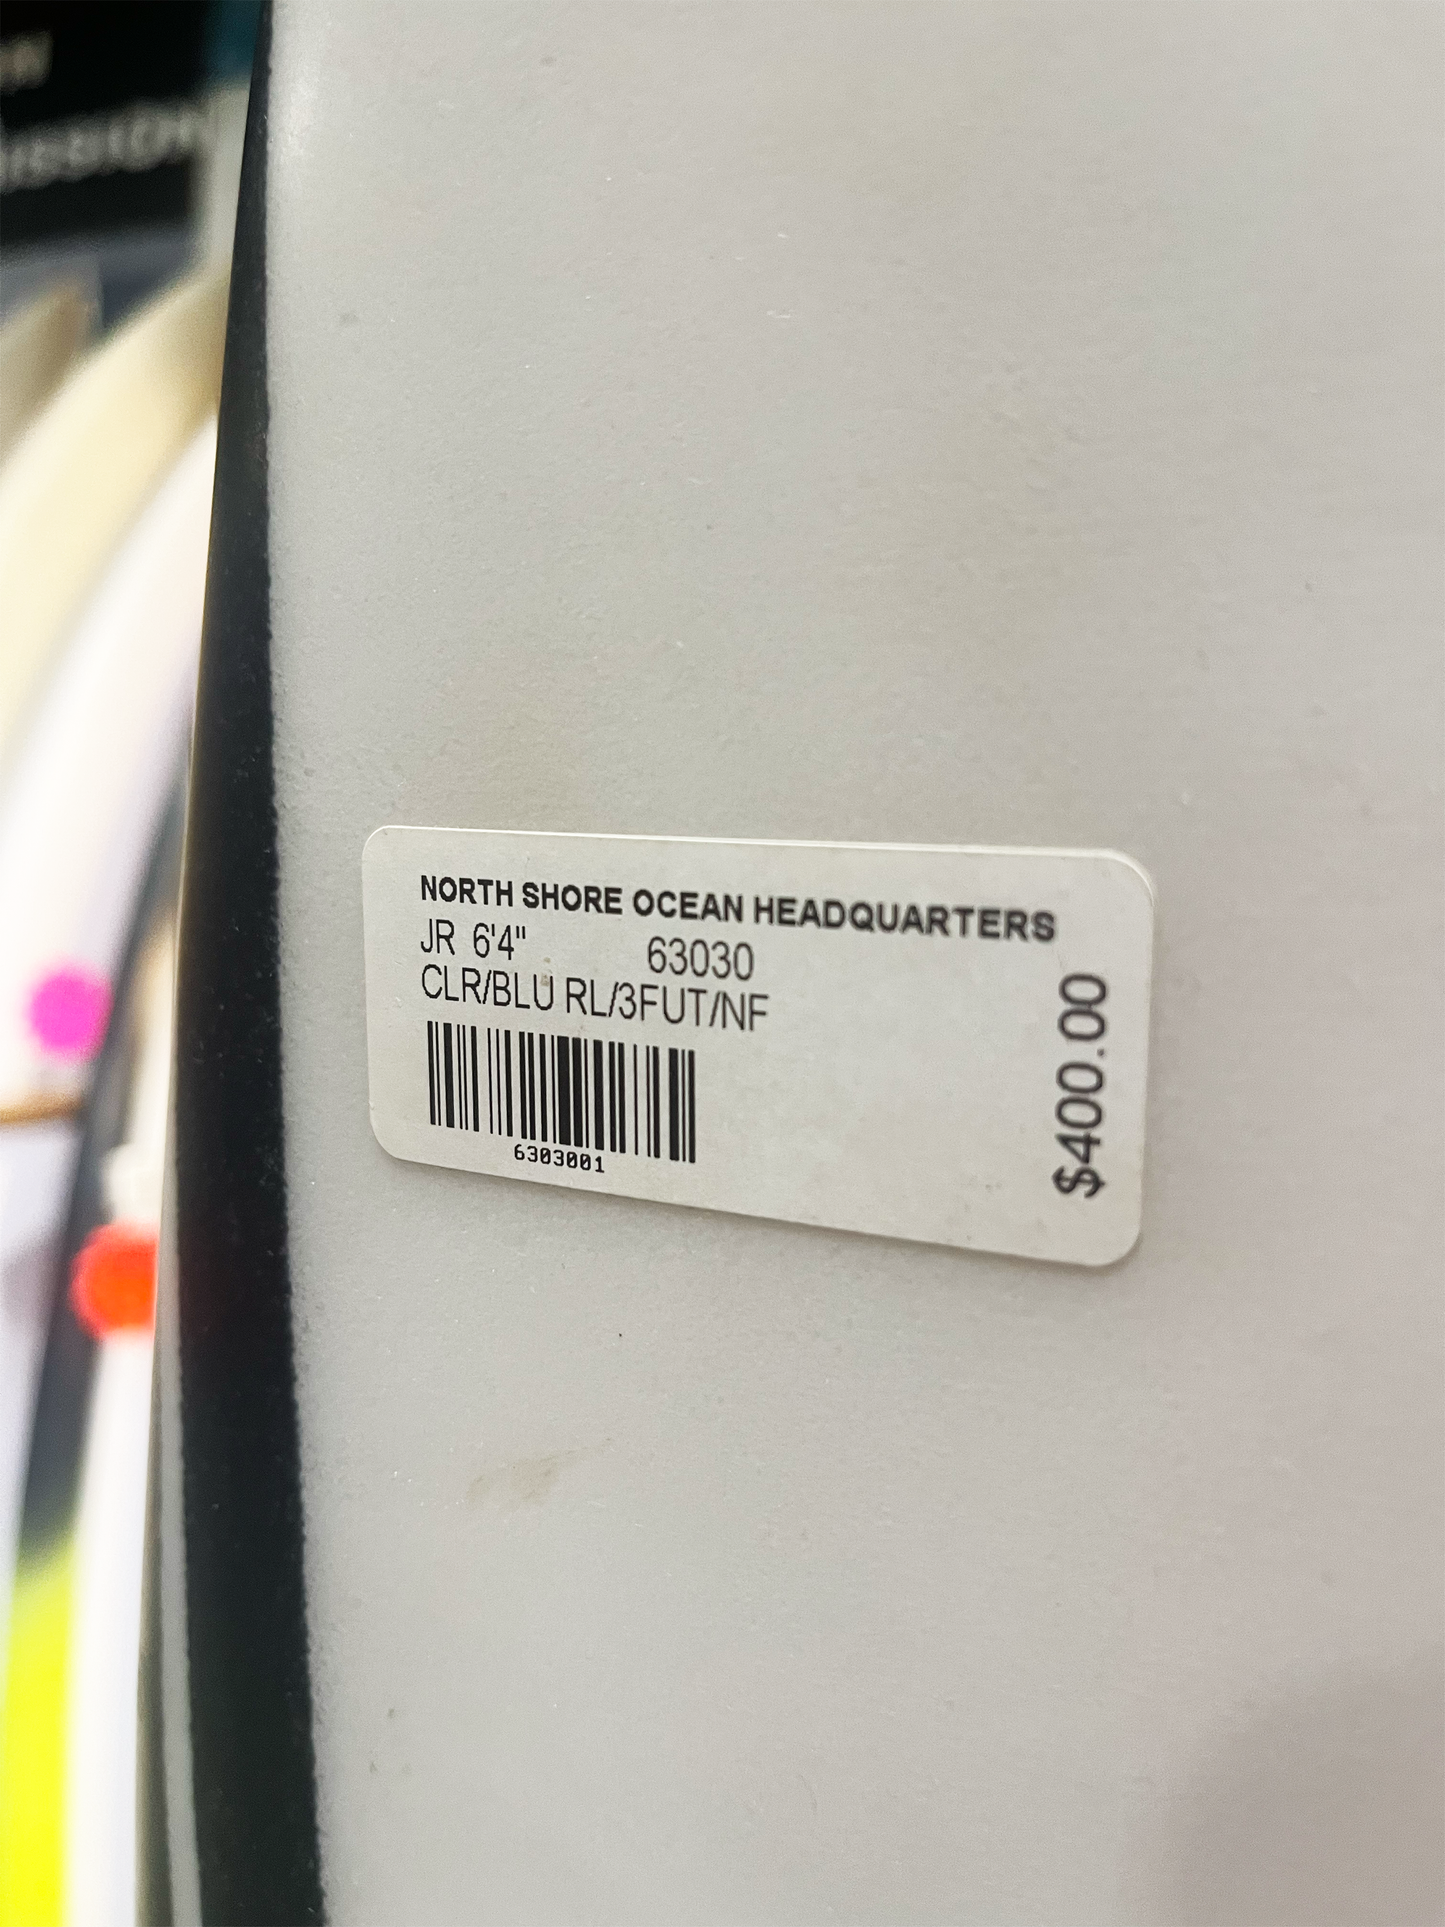 NORTH SHORE OCEAN HEADQUARTERS
JR 6'4" 63030
CLR/BLU RL/3FUT/NF
6303001
$400.00